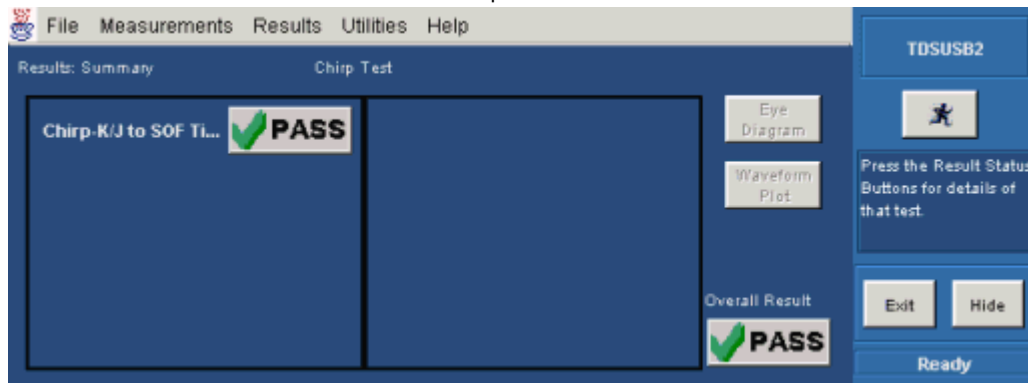 File Measurements Results Utilities Help
TDSUSB2
Results: Summary Chirp Test
Chirp-K/J to SOF Ti... PASS
Eye
Diagram
Waveform
Plot
Press the Result Status
Buttons for details of
that test.
Overall Result
PASS
Exit Hide
Ready